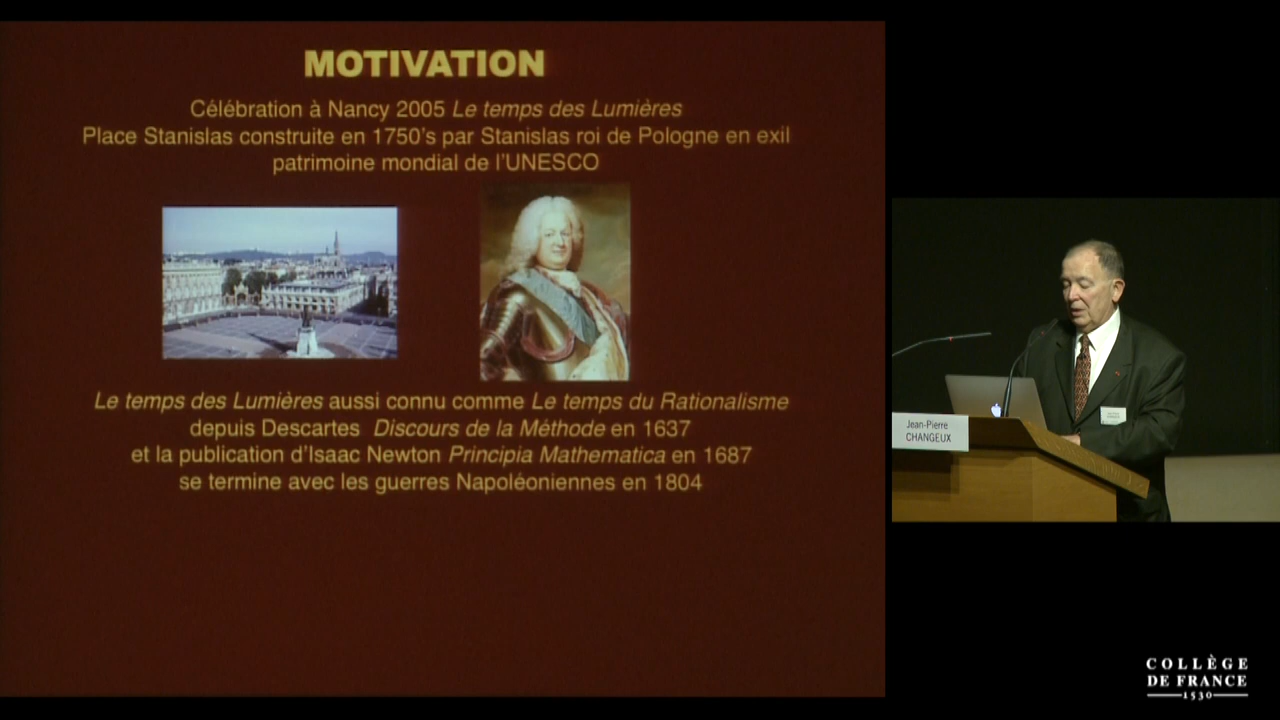 MOTIVATION
Célébration à Nancy 2005 Le temps des Lumières
Place Stanislas construite en 1750's par Stanislas roi de Pologne en exil
patrimoine mondial de l'UNESCO
Le temps des Lumières aussi connu comme Le temps du Rationalisme
depuis Descartes Discours de la Méthode en 1637
et la publication d'Isaac Newton Principia Mathematica en 1687
se termine avec les guerres Napoléoniennes en 1804
Jean-Pierre
CHANGEUX
COLLÈGE
DE FRANCE
1530